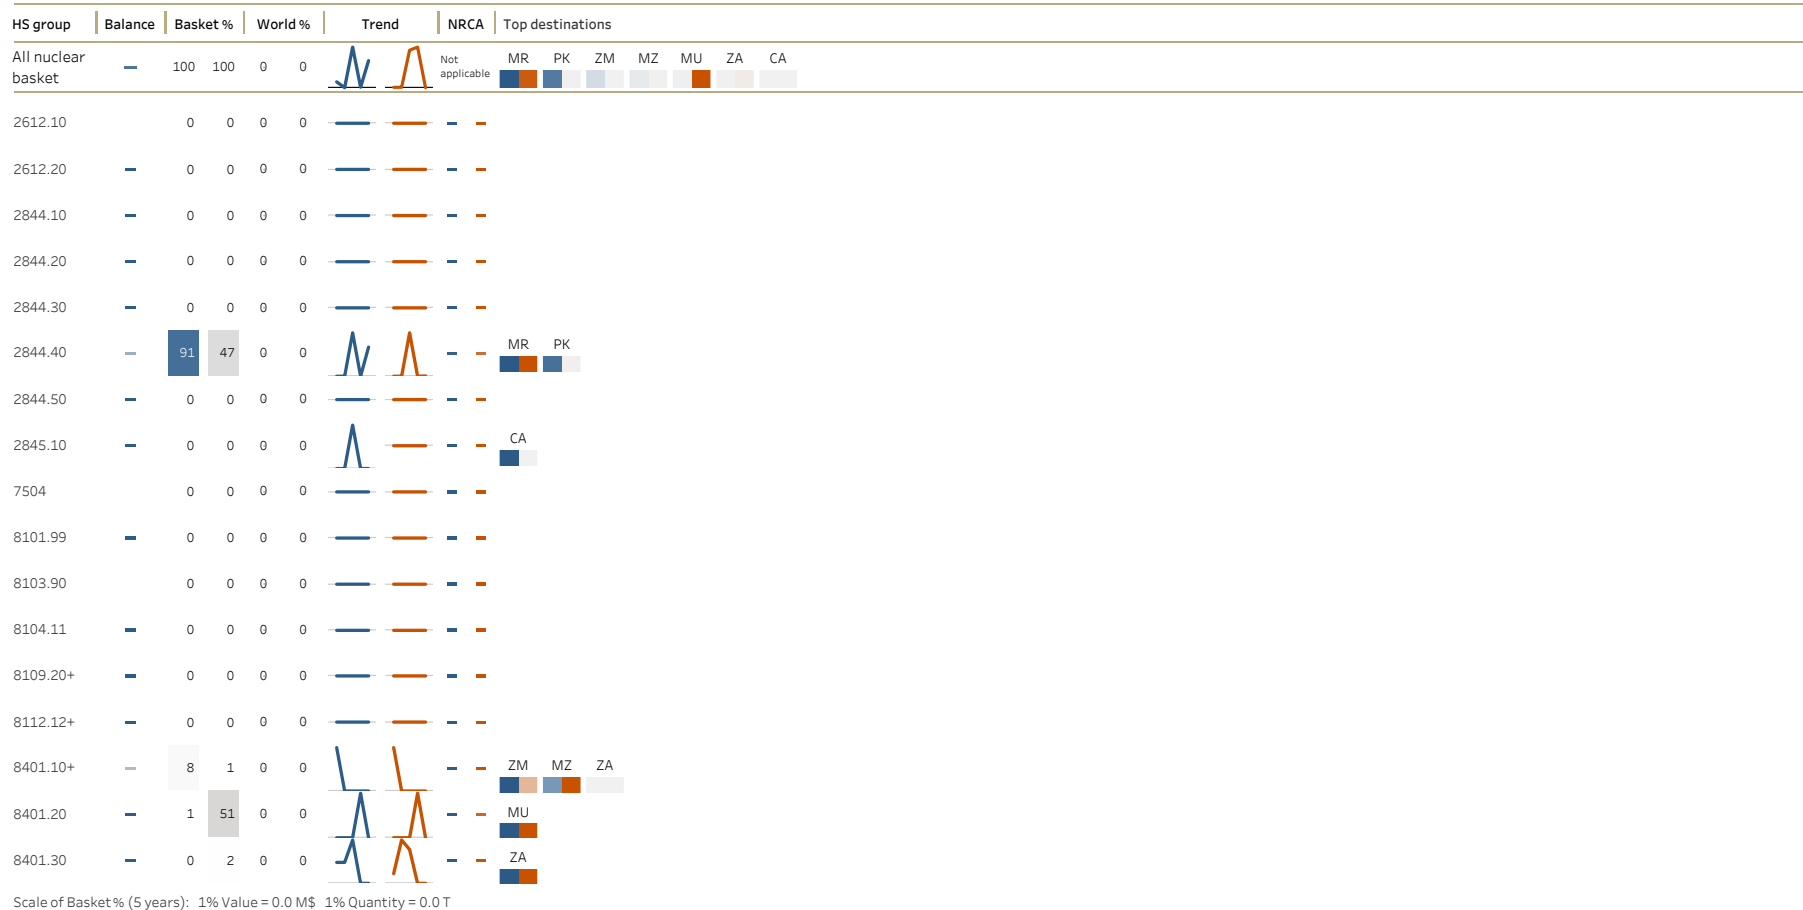 HS group Balance Basket % World % Trend NRCA Top destinations
All nuclear basket 100 100 0 0 Not applicable MR PK ZM MZ MU ZA CA
2612.10 0 0 0 0
2612.20 0 0 0 0
2844.10 0 0 0 0
2844.20 0 0 0 0
2844.30 0 0 0 0
2844.40 91 47 0 0 MR PK
2844.50 0 0 0 0
2845.10 0 0 0 0 CA
7504 0 0 0 0
8101.99 0 0 0 0
8103.90 0 0 0 0
8104.11 0 0 0 0
8109.20+ 0 0 0 0
8112.12+ 0 0 0 0
8401.10+ 8 1 0 0 ZM MZ ZA
8401.20 1 51 0 0 MU
8401.30 0 2 0 0 ZA
Scale of Basket% (5 years): 1% Value = 0.0 M$ 1% Quantity = 0.0 T